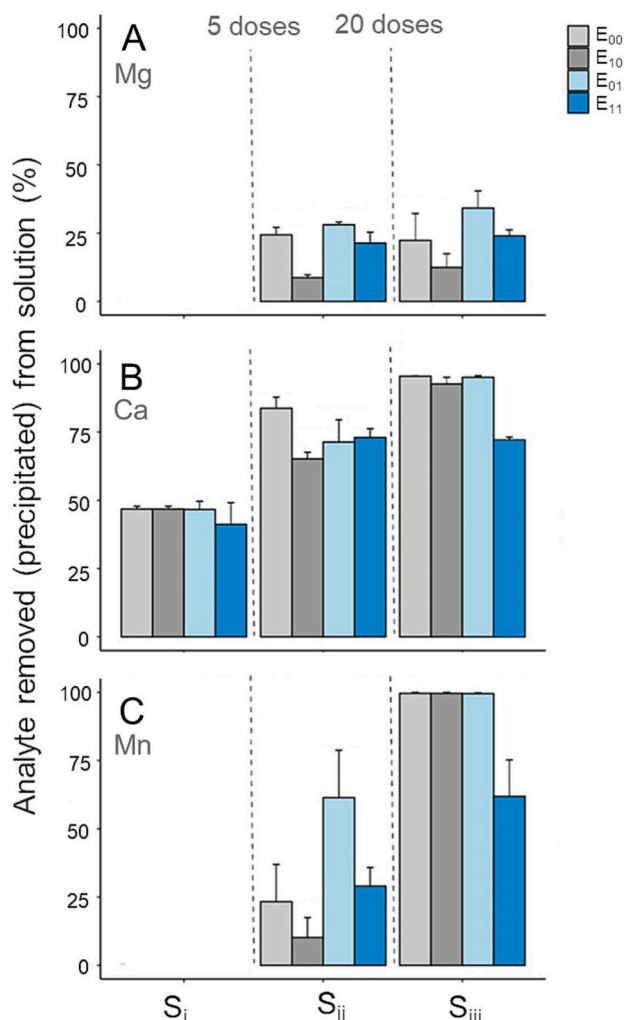 5 doses 20 doses
A
Mg
E00
E10
E01
E11
100
75
50
25
0
B
Ca
100
75
50
25
0
C
Mn
100
75
50
25
0
Si Sii Siii
Analyte removed (precipitated) from solution (%)